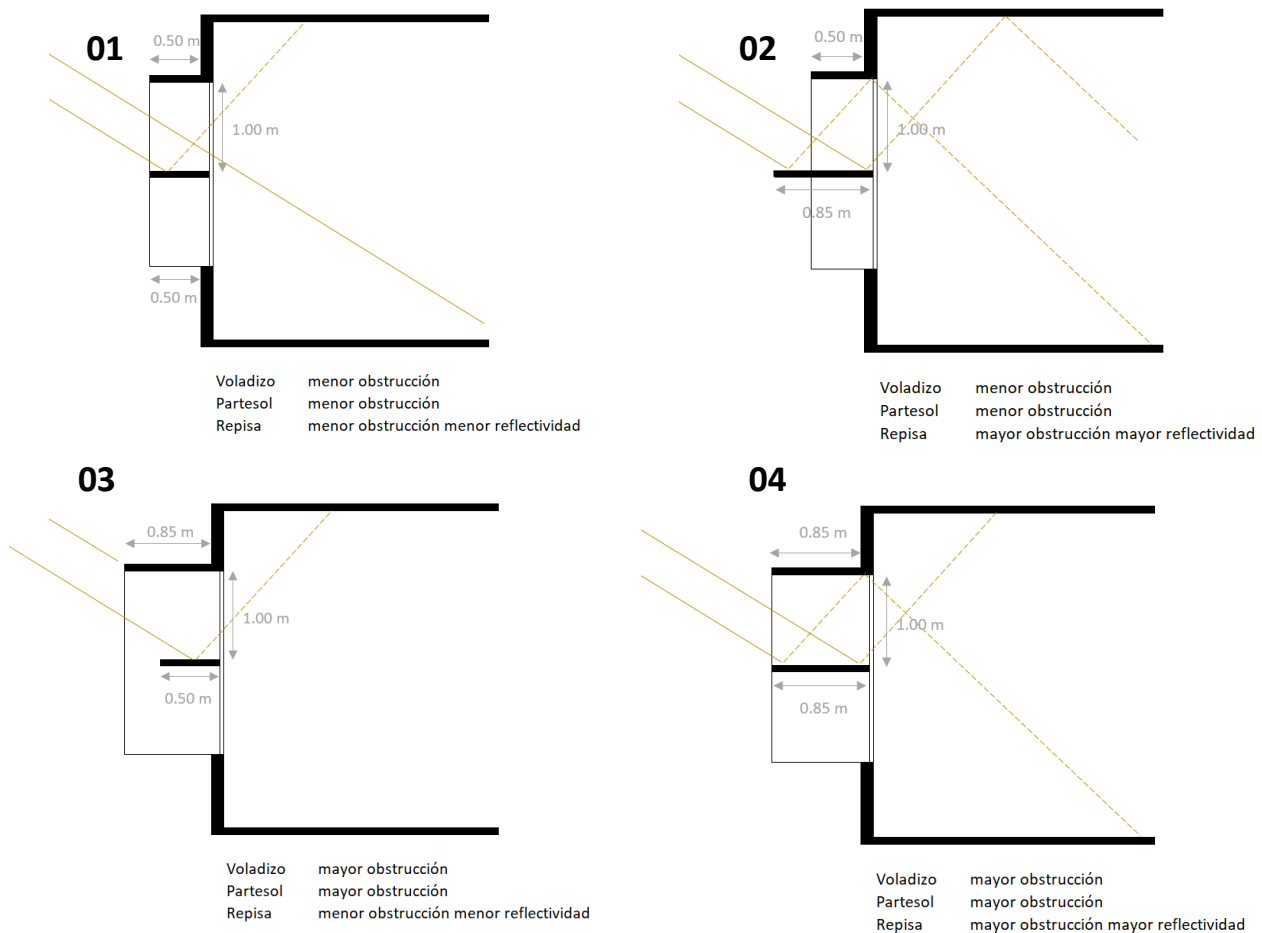 01
0.50 m
1.00 m
0.50 m
Voladizo menor obstrucción
Partesol menor obstrucción
Repisa menor obstrucción menor reflectividad
02
0.50 m
1.00 m
0.85 m
Voladizo menor obstrucción
Partesol menor obstrucción
Repisa mayor obstrucción mayor reflectividad
03
0.85 m
1.00 m
0.50 m
Voladizo mayor obstrucción
Partesol mayor obstrucción
Repisa menor obstrucción menor reflectividad
04
0.85 m
1.00 m
0.85 m
Voladizo mayor obstrucción
Partesol mayor obstrucción
Repisa mayor obstrucción mayor reflectividad